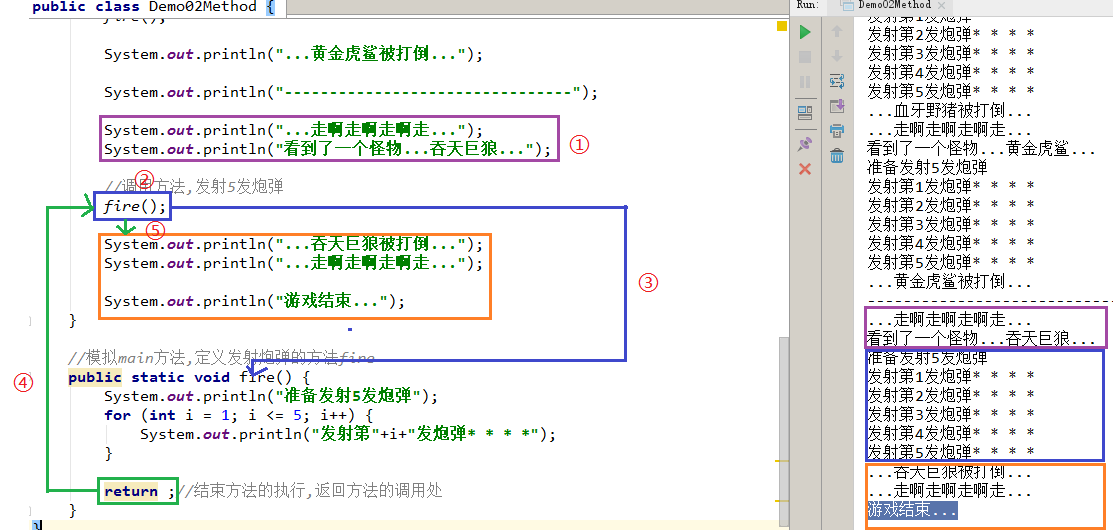 public class Demo02Method {
fire();
System.out.println("...黄金虎鲨被打倒...");
System.out.println("--------------------------------");
System.out.println("...走啊走啊走啊走...");
System.out.println("看到了一个怪物...吞天巨狼...");
①
②
//调用方法,发射5发炮弹
fire();
⑤
System.out.println("...吞天巨狼被打倒...");
System.out.println("...走啊走啊走啊走...");
③
System.out.println("游戏结束...");
}
//模拟main方法,定义发射炮弹的方法fire
④
public static void fire() {
System.out.println("准备发射5发炮弹");
for (int i = 1; i <= 5; i++) {
System.out.println("发射第"+i+"发炮弹* * * *");
}
return ;//结束方法的执行,返回方法的调用处
}
}
Run:
Demo02Method
发射第1发炮弹* * * *
发射第2发炮弹* * * *
发射第3发炮弹* * * *
发射第4发炮弹* * * *
发射第5发炮弹* * * *
...血牙野猪被打倒...
...走啊走啊走啊走...
看到了一个怪物...黄金虎鲨...
准备发射5发炮弹
发射第1发炮弹* * * *
发射第2发炮弹* * * *
发射第3发炮弹* * * *
发射第4发炮弹* * * *
发射第5发炮弹* * * *
...黄金虎鲨被打倒...
--------------------------------
...走啊走啊走啊走...
看到了一个怪物...吞天巨狼...
准备发射5发炮弹
发射第1发炮弹* * * *
发射第2发炮弹* * * *
发射第3发炮弹* * * *
发射第4发炮弹* * * *
发射第5发炮弹* * * *
...吞天巨狼被打倒...
...走啊走啊走啊走...
游戏结束...